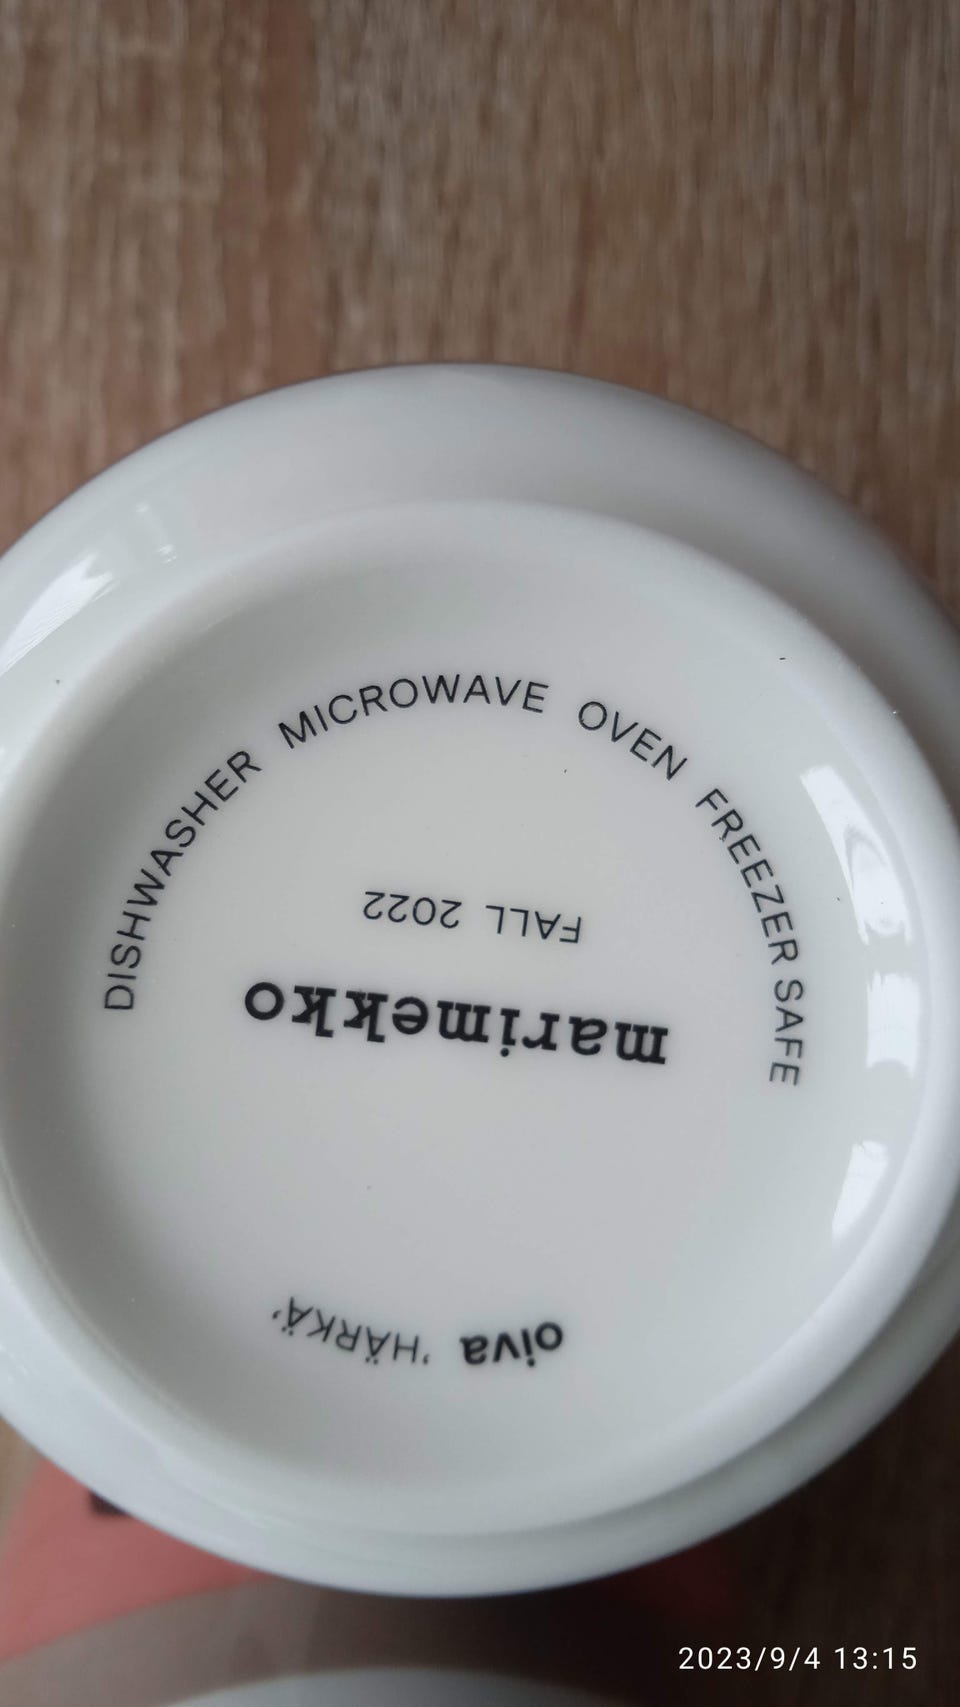 oiva 'HÄRKÄ'
marimekko
FALL 2022
DISHWASHER MICROWAVE OVEN FREEZER SAFE
2023/9/4 13:15